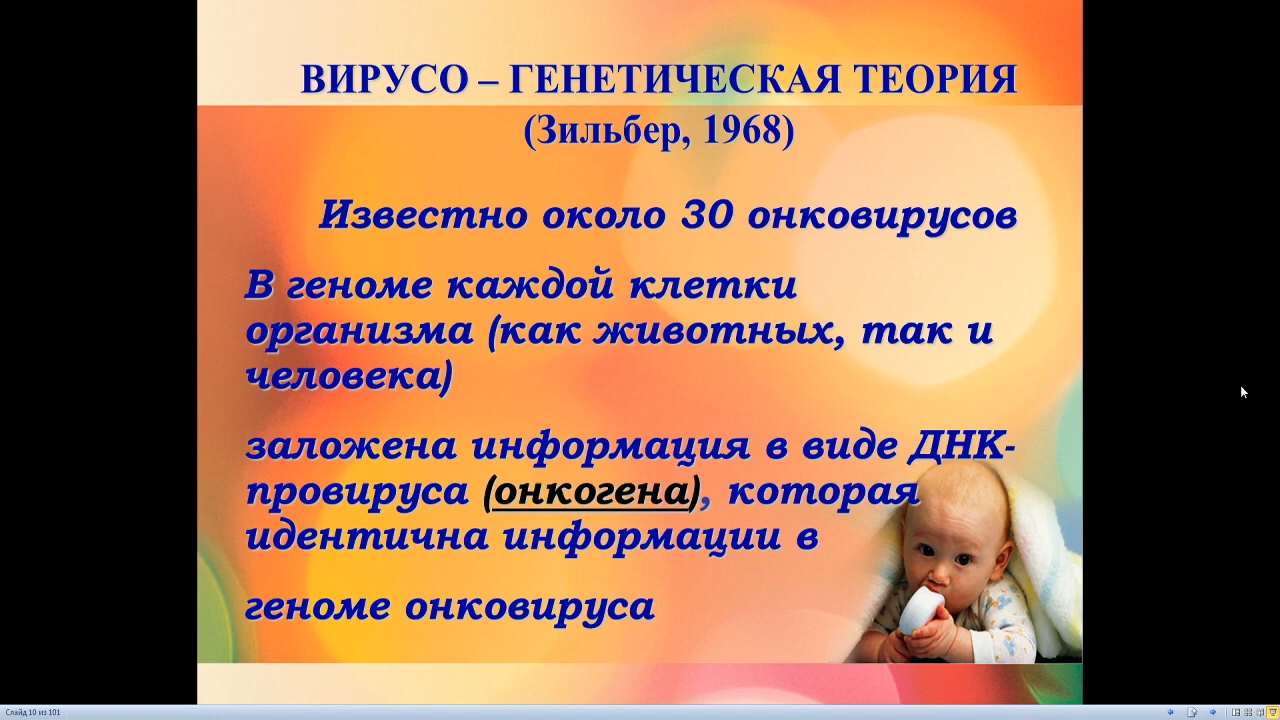 ВИРУСО – ГЕНЕТИЧЕСКАЯ ТЕОРИЯ
(Зильбер, 1968)
Известно около 30 онковирусов
В геноме каждой клетки
организма (как животных, так и
человека)
заложена информация в виде ДНК-
провируса (онкогена), которая
идентична информации в
геноме онковируса
Слайд 10 из 101